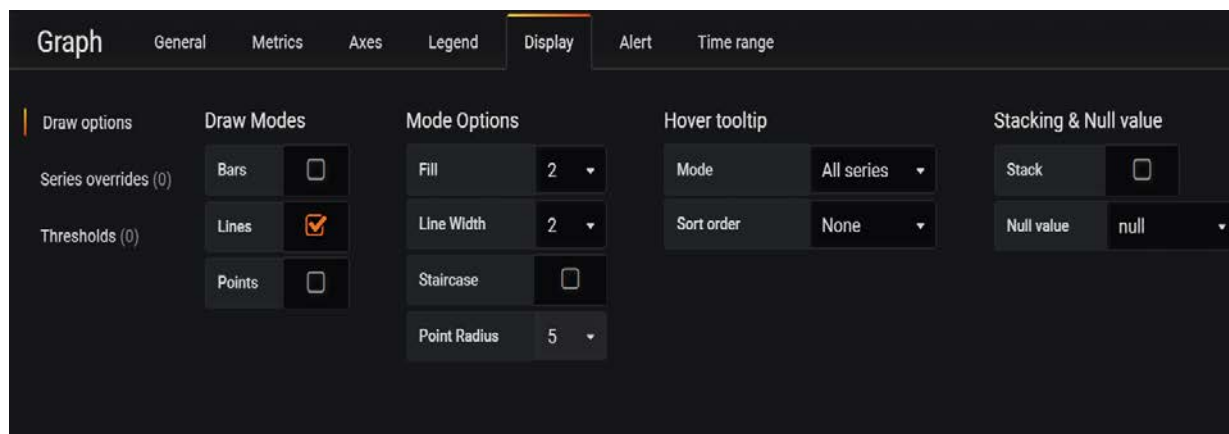 Graph General Metrics Axes Legend Display Alert Time range
Draw options
Series overrides (0)
Thresholds (0)
Draw Modes
Bars
Lines
Points
Mode Options
Fill 2
Line Width 2
Staircase
Point Radius 5
Hover tooltip
Mode All series
Sort order None
Stacking & Null value
Stack
Null value null